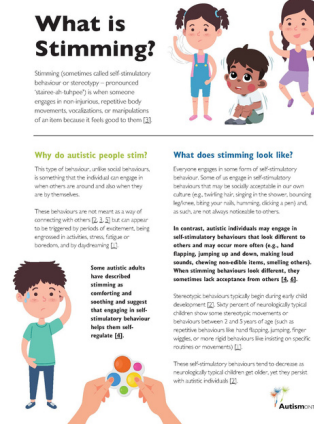 What is
Stimming?
Stimming (sometimes called self-stimulatory
behaviour or stereotypy – pronounced
'stairee-ah-tuhpee') is when someone
engages in non-injurious, repetitive body
movements, vocalizations, or manipulations
of an item because it feels good to them [3].
Why do autistic people stim?
This type of behaviour, unlike social behaviours,
is something that the individual can engage in
when others are around and also when they
are by themselves.
These behaviours are not meant as a way of
connecting with others [2, 3, 5] but can appear
to be triggered by periods of excitement, being
engrossed in activities, stress, fatigue or
boredom, and by daydreaming [1].
Some autistic adults
have described
stimming as
comforting and
soothing and suggest
that engaging in self-
stimulatory behaviour
helps them self-
regulate [4].
What does stimming look like?
Everyone engages in some form of self-stimulatory
behaviour. Some of us engage in self-stimulatory
behaviours that may be socially acceptable in our own
culture (e.g., twirling hair, singing in the shower, bouncing
leg/knee, biting your nails, humming, clicking a pen) and,
as such, are not always noticeable to others.
In contrast, autistic individuals may engage in
self-stimulatory behaviours that look different to
others and may occur more often (e.g., hand
flapping, jumping up and down, making loud
sounds, chewing non-edible items, smelling others).
When stimming behaviours look different, they
sometimes lack acceptance from others [4, 6].
Stereotypic behaviours typically begin during early child
development [2]. Sixty percent of neurologically typical
children show some stereotypic movements or
behaviours between 2 and 5 years of age (such as
repetitive behaviours like hand flapping, jumping, finger
wiggles, or more rigid behaviours like insisting on specific
routines or movements) [1].
These self-stimulatory behaviours tend to decrease as
neurologically typical children get older, yet they persist
with autistic individuals [2].
AutismONT